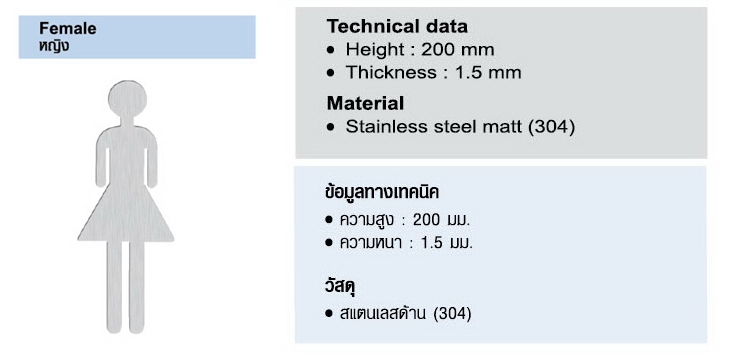 Female
หญิง
Technical data
• Height : 200 mm
• Thickness : 1.5 mm
Material
• Stainless steel matt (304)
ข้อมูลทางเทคนิค
• ความสูง : 200 มม.
• ความหนา : 1.5 มม.
วัสดุ
• สแตนเลสด้าน (304)